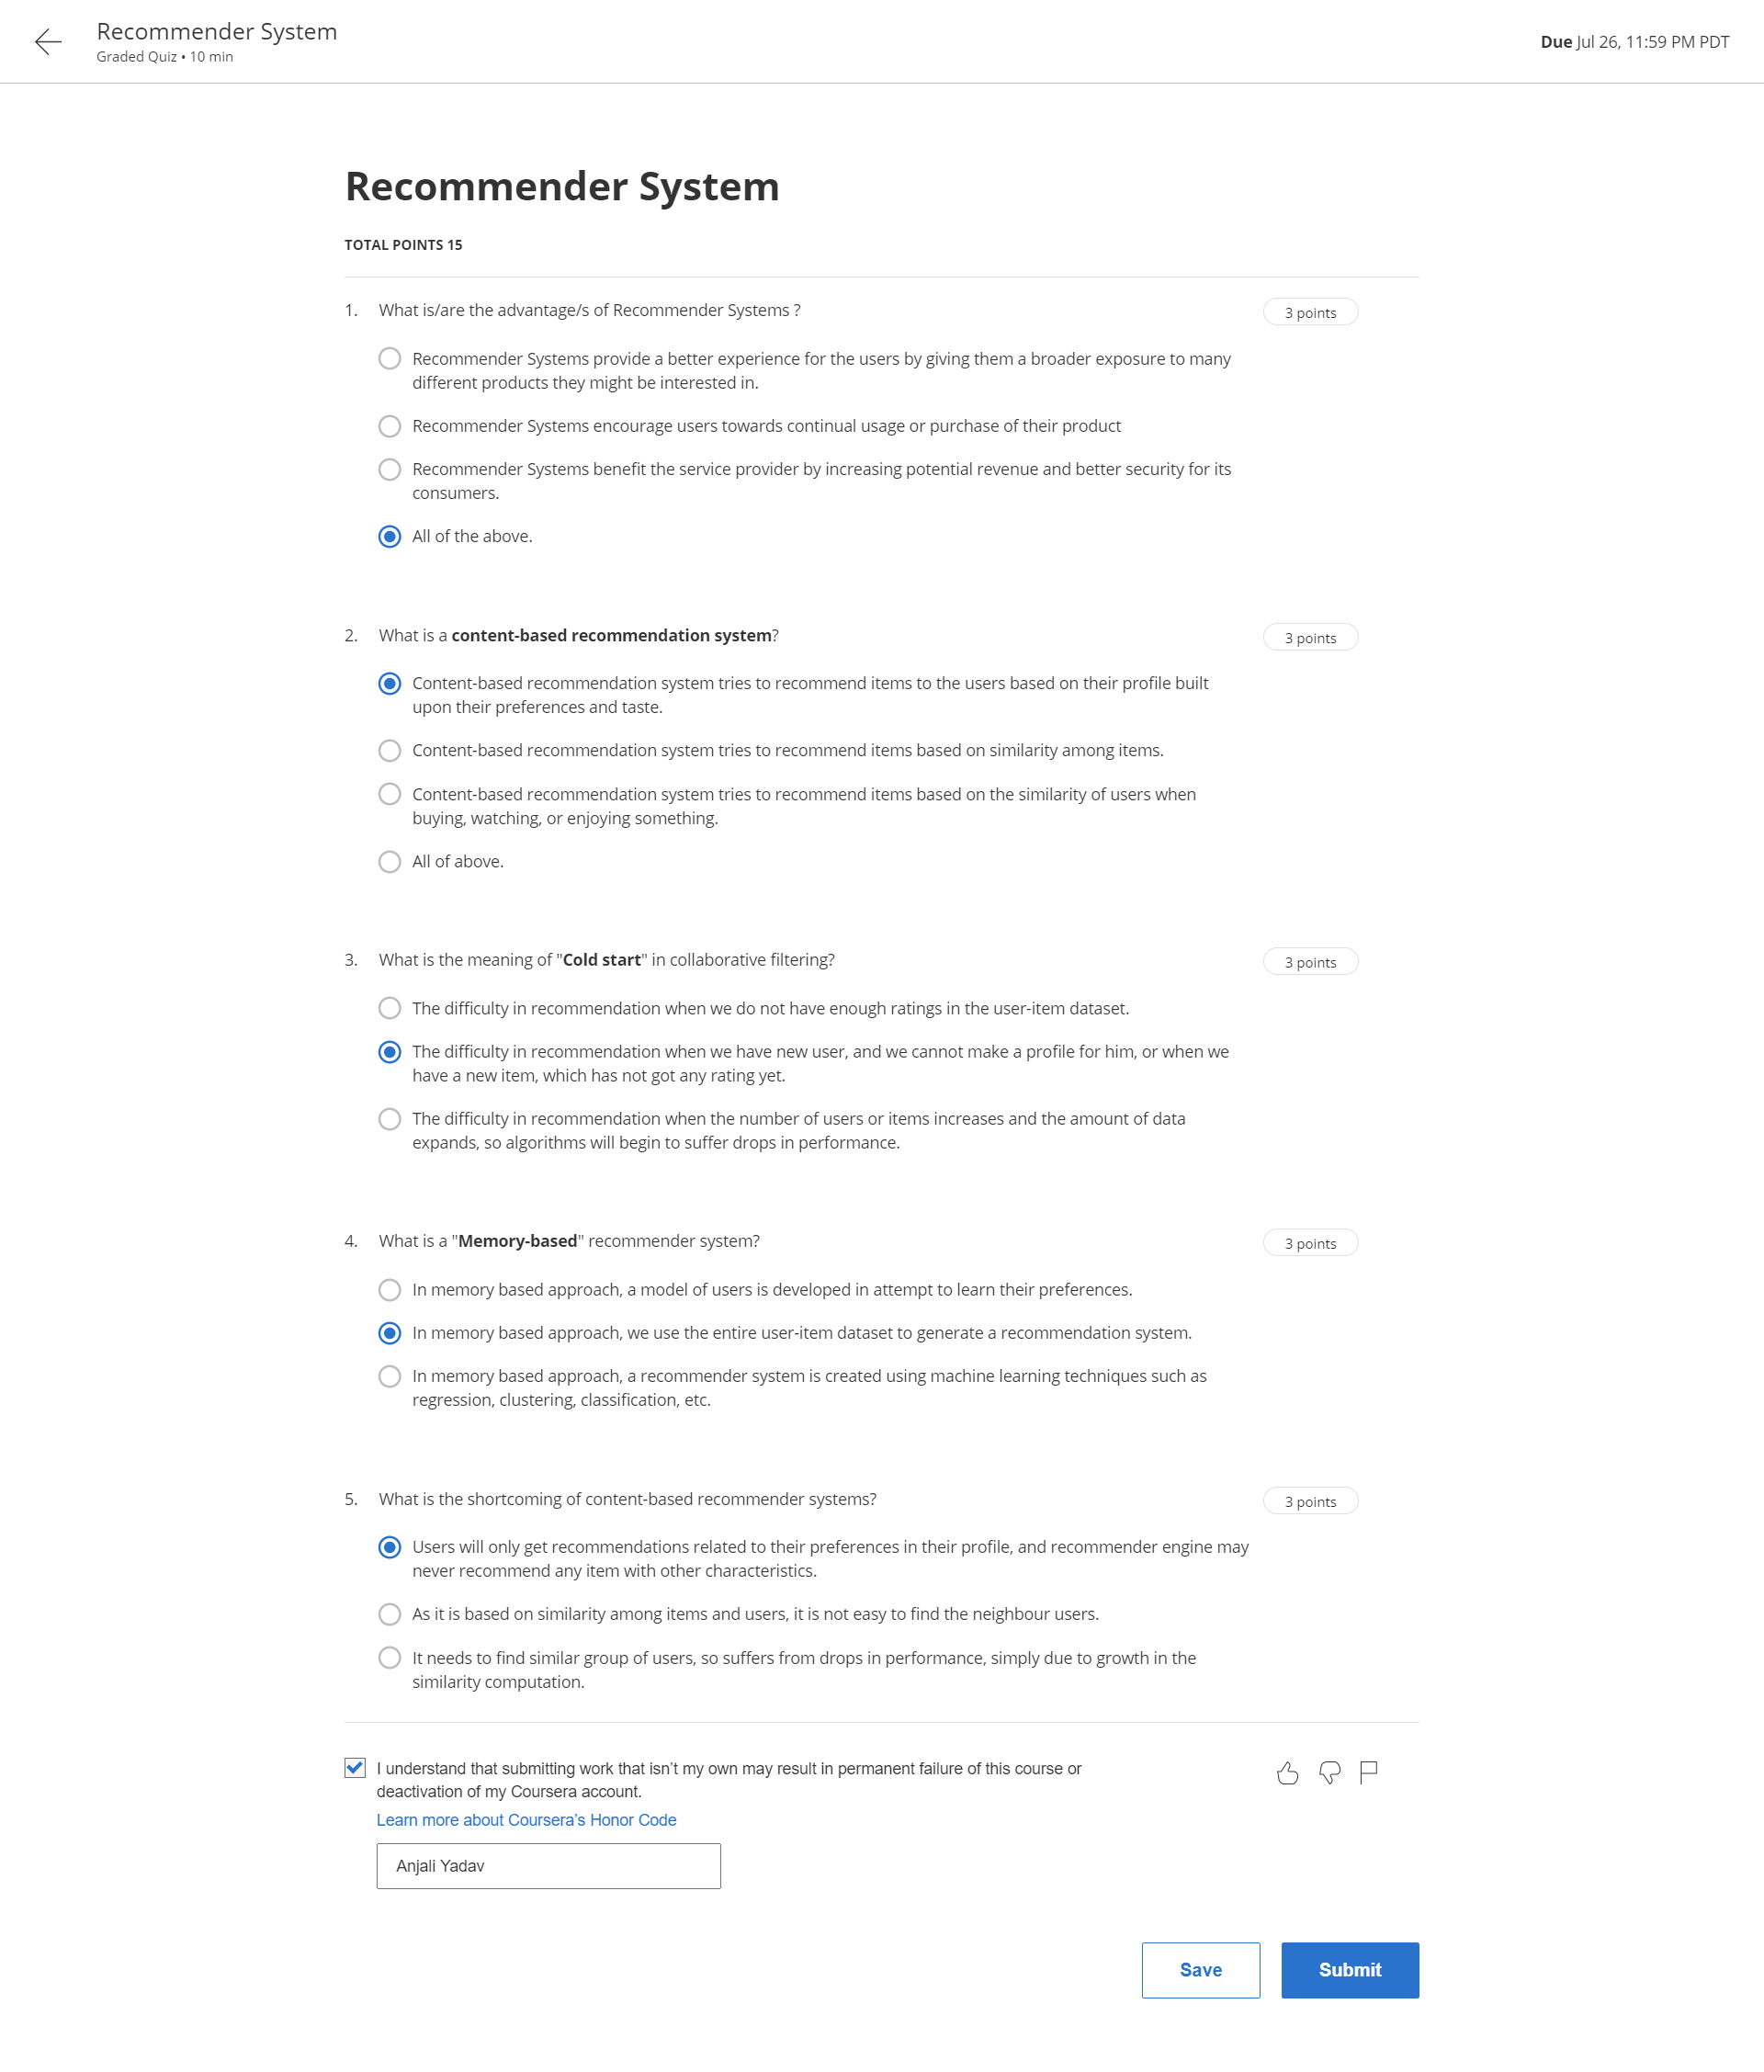 Recommender System
Graded Quiz • 10 min
Due Jul 26, 11:59 PM PDT
Recommender System
TOTAL POINTS 15
1. What is/are the advantage/s of Recommender Systems ?
3 points
Recommender Systems provide a better experience for the users by giving them a broader exposure to many
different products they might be interested in.
Recommender Systems encourage users towards continual usage or purchase of their product
Recommender Systems benefit the service provider by increasing potential revenue and better security for its
consumers.
All of the above.
2. What is a content-based recommendation system?
3 points
Content-based recommendation system tries to recommend items to the users based on their profile built
upon their preferences and taste.
Content-based recommendation system tries to recommend items based on similarity among items.
Content-based recommendation system tries to recommend items based on the similarity of users when
buying, watching, or enjoying something.
All of above.
3. What is the meaning of "Cold start" in collaborative filtering?
3 points
The difficulty in recommendation when we do not have enough ratings in the user-item dataset.
The difficulty in recommendation when we have new user, and we cannot make a profile for him, or when we
have a new item, which has not got any rating yet.
The difficulty in recommendation when the number of users or items increases and the amount of data
expands, so algorithms will begin to suffer drops in performance.
4. What is a "Memory-based" recommender system?
3 points
In memory based approach, a model of users is developed in attempt to learn their preferences.
In memory based approach, we use the entire user-item dataset to generate a recommendation system.
In memory based approach, a recommender system is created using machine learning techniques such as
regression, clustering, classification, etc.
5. What is the shortcoming of content-based recommender systems?
3 points
Users will only get recommendations related to their preferences in their profile, and recommender engine may
never recommend any item with other characteristics.
As it is based on similarity among items and users, it is not easy to find the neighbour users.
It needs to find similar group of users, so suffers from drops in performance, simply due to growth in the
similarity computation.
I understand that submitting work that isn’t my own may result in permanent failure of this course or
deactivation of my Coursera account.
Learn more about Coursera’s Honor Code
Anjali Yadav
Save
Submit